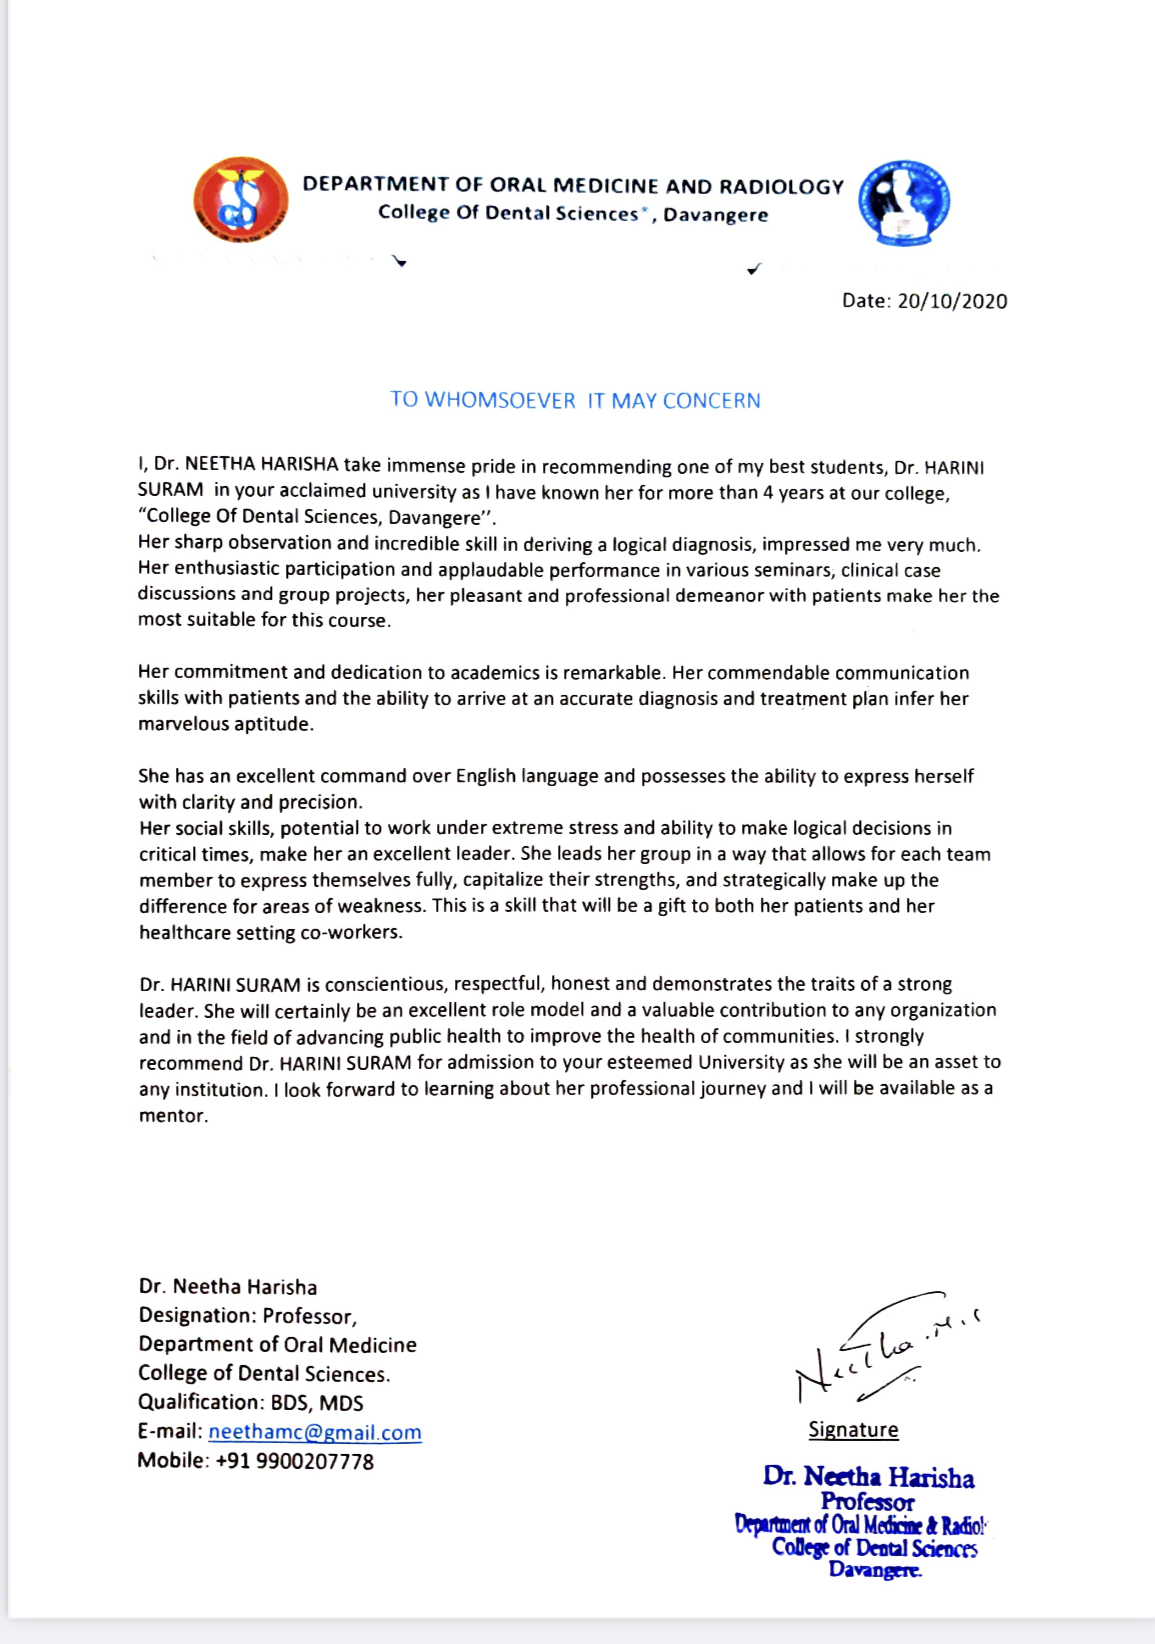 DEPARTMENT OF ORAL MEDICINE AND RADIOLOGY
College Of Dental Sciences*, Davangere
Date: 20/10/2020
TO WHOMSOEVER IT MAY CONCERN
I, Dr. NEETHA HARISHA take immense pride in recommending one of my best students, Dr. HARINI
SURAM in your acclaimed university as I have known her for more than 4 years at our college,
“College Of Dental Sciences, Davangere’’.
Her sharp observation and incredible skill in deriving a logical diagnosis, impressed me very much.
Her enthusiastic participation and applaudable performance in various seminars, clinical case
discussions and group projects, her pleasant and professional demeanor with patients make her the
most suitable for this course.
Her commitment and dedication to academics is remarkable. Her commendable communication
skills with patients and the ability to arrive at an accurate diagnosis and treatment plan infer her
marvelous aptitude.
She has an excellent command over English language and possesses the ability to express herself
with clarity and precision.
Her social skills, potential to work under extreme stress and ability to make logical decisions in
critical times, make her an excellent leader. She leads her group in a way that allows for each team
member to express themselves fully, capitalize their strengths, and strategically make up the
difference for areas of weakness. This is a skill that will be a gift to both her patients and her
healthcare setting co-workers.
Dr. HARINI SURAM is conscientious, respectful, honest and demonstrates the traits of a strong
leader. She will certainly be an excellent role model and a valuable contribution to any organization
and in the field of advancing public health to improve the health of communities. I strongly
recommend Dr. HARINI SURAM for admission to your esteemed University as she will be an asset to
any institution. I look forward to learning about her professional journey and I will be available as a
mentor.
Dr. Neetha Harisha
Designation: Professor,
Department of Oral Medicine
College of Dental Sciences.
Qualification: BDS, MDS
E-mail: neethamc@gmail.com
Mobile: +91 9900207778
Neetha.M.C
Signature
Dr. Neetha Harisha
Professor
Department of Oral Medicine & Radiol
College of Dental Sciences
Davangere.